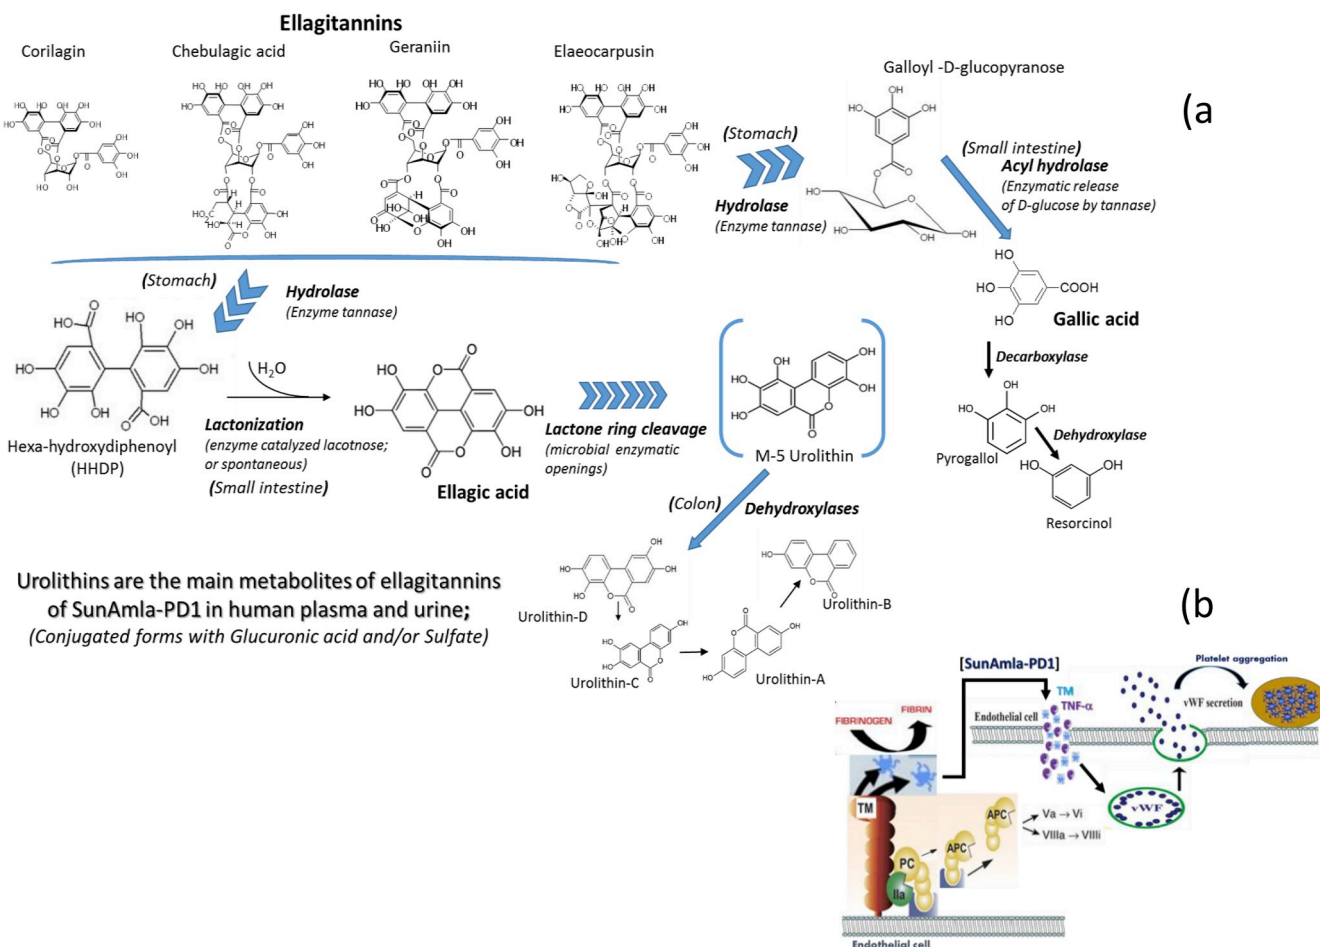 Ellagitannins
Corilagin
Chebulagic acid
Geraniin
Elaeocarpusin
Galloyl -D-glucopyranose
(a
(Stomach)
Hydrolase
(Enzyme tannase)
(Small intestine)
Acyl hydrolase
(Enzymatic release
of D-glucose by tannase)
COOH
Gallic acid
Decarboxylase
Pyrogallol
Dehydroxylase
Resorcinol
(Stomach)
Hydrolase
(Enzyme tannase)
Hexa-hydroxydiphenoyl
(HHDP)
H2O
Lactonization
(enzyme catalyzed lacotnose;
or spontaneous)
(Small intestine)
Ellagic acid
Lactone ring cleavage
(microbial enzymatic
openings)
M-5 Urolithin
(Colon)
Dehydroxylases
Urolithin-D
Urolithin-C
Urolithin-A
Urolithin-B
Urolithins are the main metabolites of ellagitannins
of SunAmla-PD1 in human plasma and urine;
(Conjugated forms with Glucuronic acid and/or Sulfate)
(b
[SunAmla-PD1]
Platelet aggregation
TM
TNF-α
vWF secretion
Endothelial cell
FIBRINOGEN
FIBRIN
TM
PC
IIa
APC
APC
Va → Vi
VIIIa → VIIIi
vWF
Endothelial cell